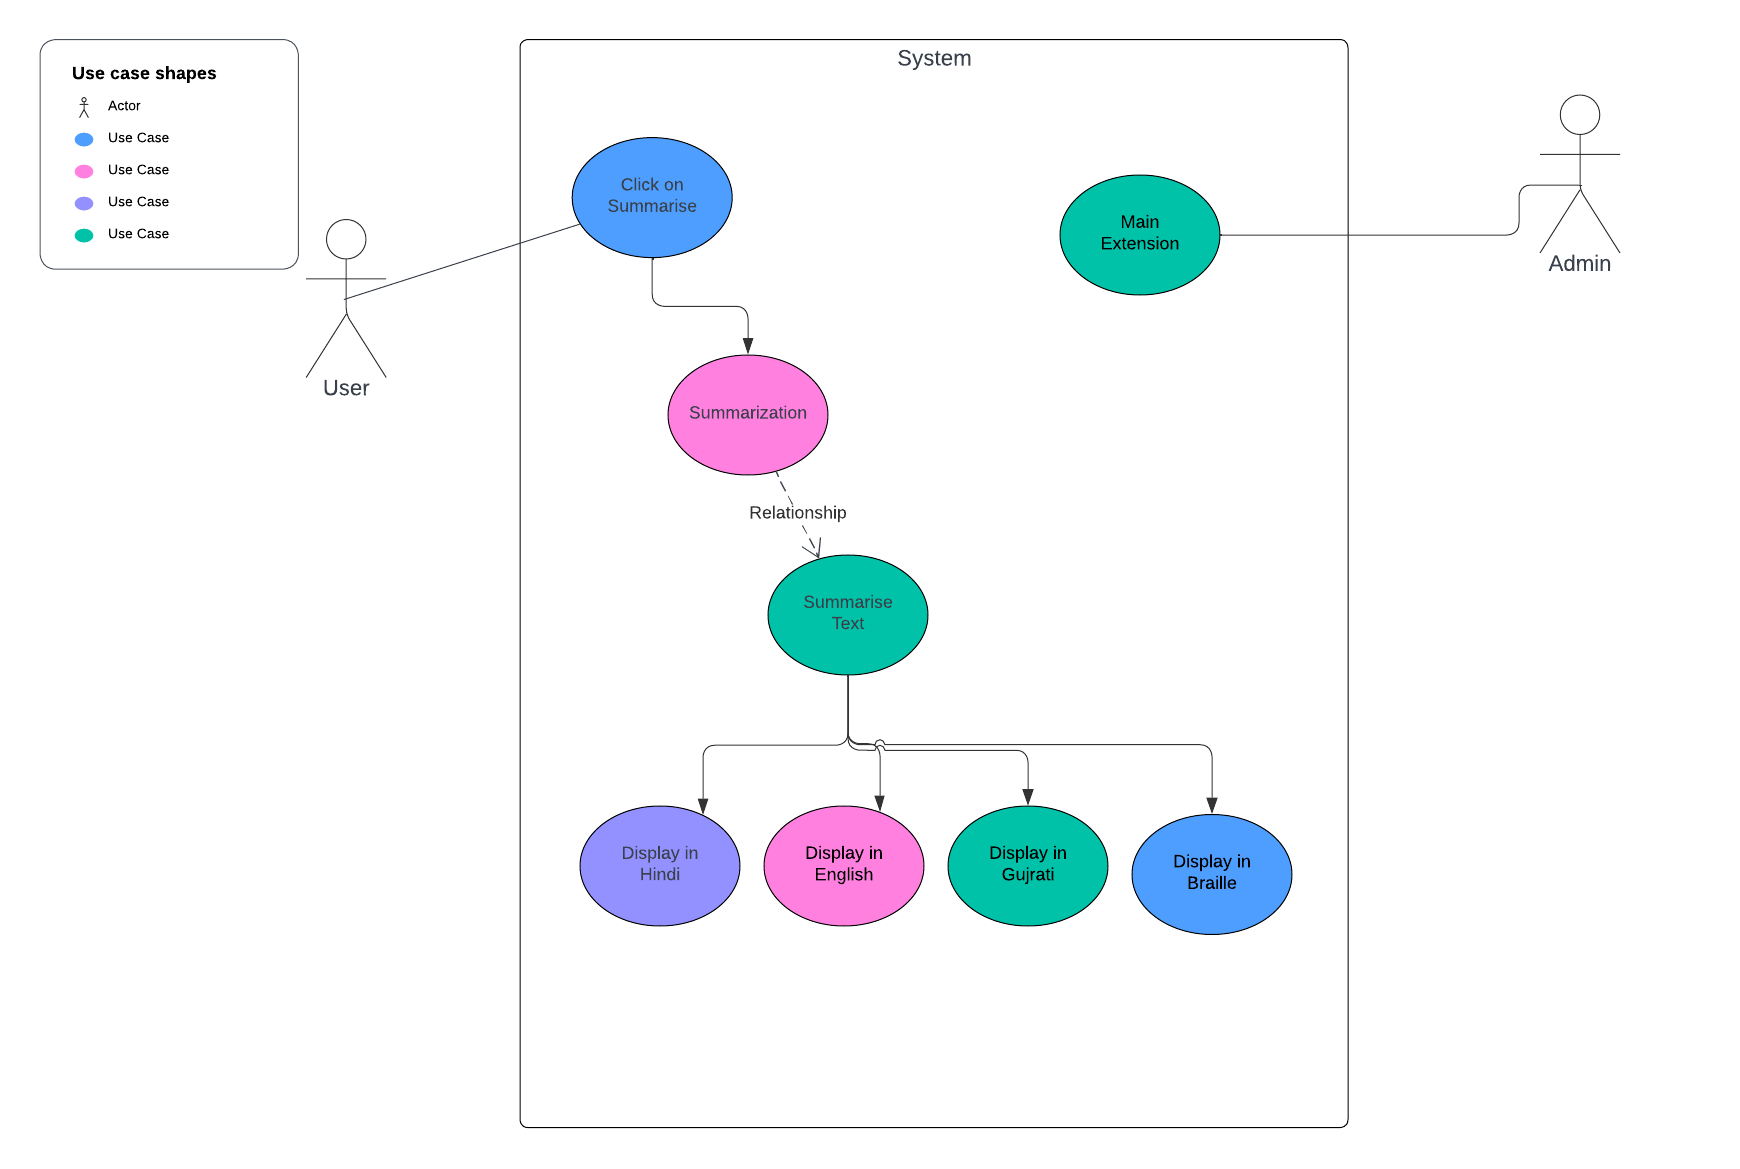 Use case shapes
Actor
Use Case
Use Case
Use Case
Use Case
System
User
Admin
Click on
Summarise
Main
Extension
Summarization
Relationship
Summarise
Text
Display in
Hindi
Display in
English
Display in
Gujrati
Display in
Braille